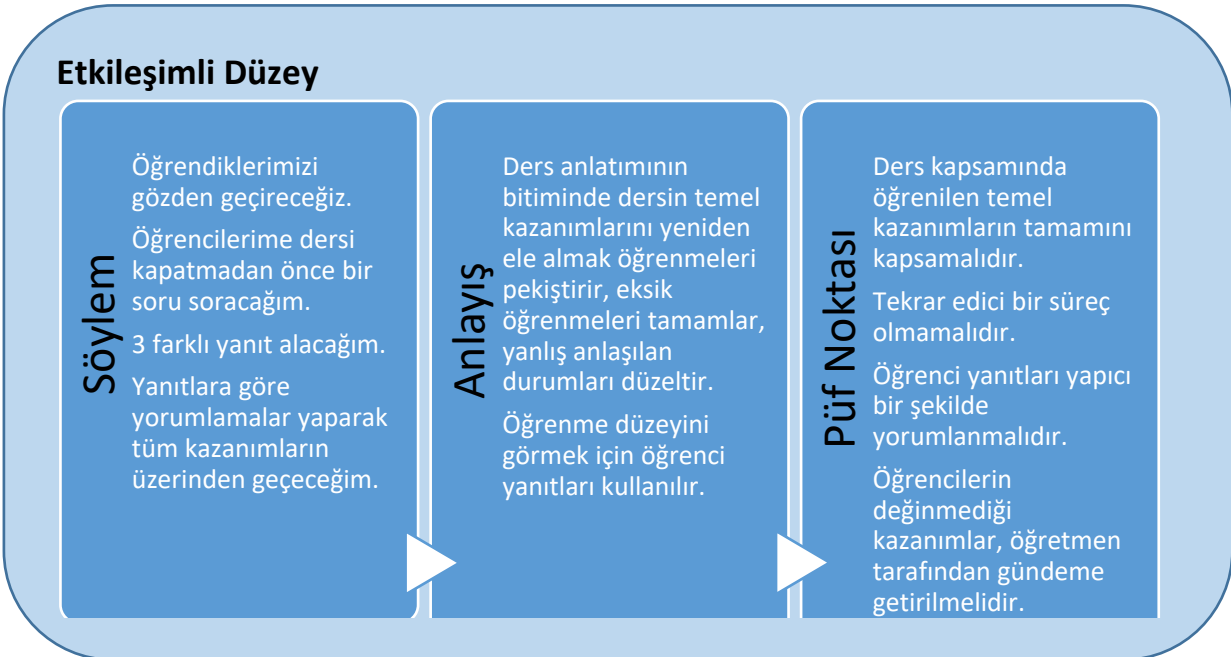 Etkileşimli Düzey
Söylem
Öğrendiklerimizi
gözden geçireceğiz.
Öğrencilerime dersi
kapatmadan önce bir
soru soracağım.
3 farklı yanıt alacağım.
Yanıtlara göre
yorumlamalar yaparak
tüm kazanımların
üzerinden geçeceğim.
Anlayış
Ders anlatımının
bitiminde dersin temel
kazanımlarını yeniden
ele almak öğrenmeleri
pekiştirir, eksik
öğrenmeleri tamamlar,
yanlış anlaşılan
durumları düzeltir.
Öğrenme düzeyini
görmek için öğrenci
yanıtları kullanılır.
Püf Noktası
Ders kapsamında
öğrenilen temel
kazanımların tamamını
kapsamalıdır.
Tekrar edici bir süreç
olmamalıdır.
Öğrenci yanıtları yapıcı
bir şekilde
yorumlanmalıdır.
Öğrencilerin
değinmediği
kazanımlar, öğretmen
tarafından gündeme
getirilmelidir.